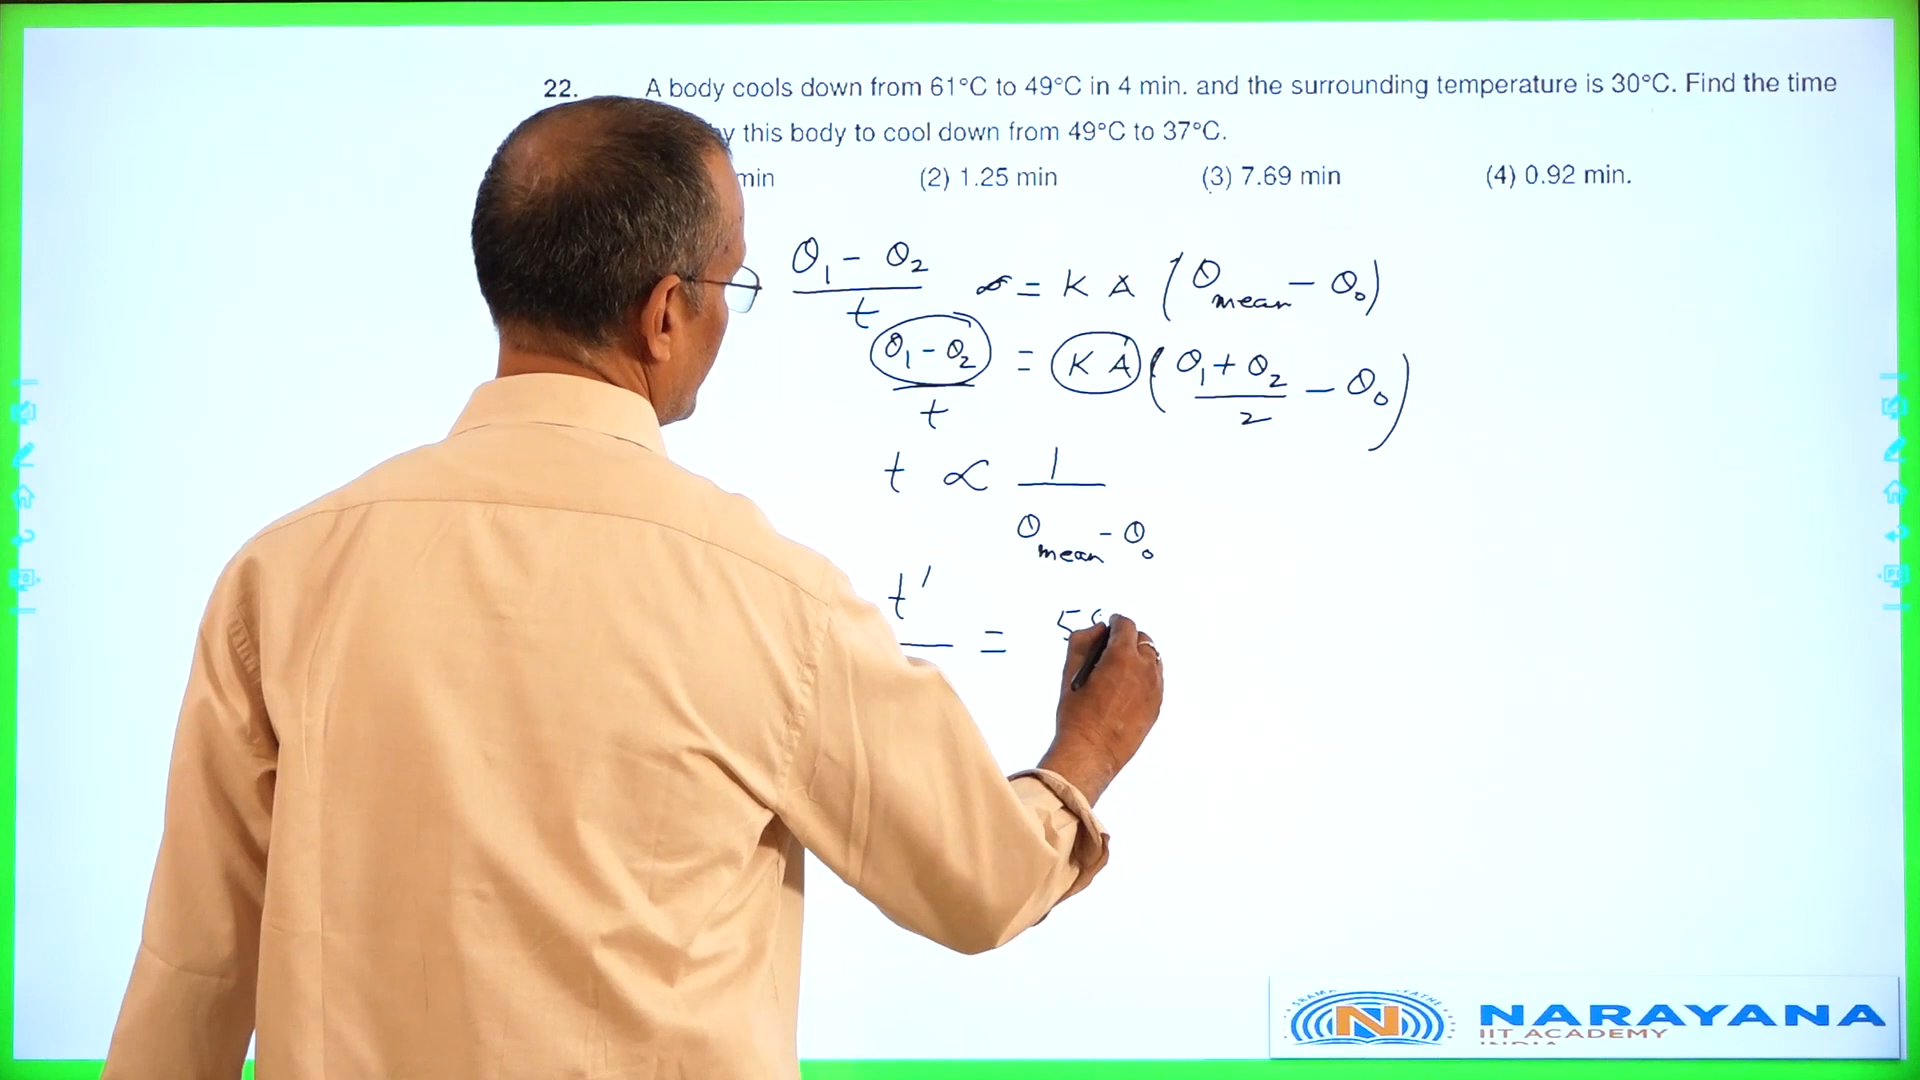 22. A body cools down from 61°C to 49°C in 4 min. and the surrounding temperature is 30°C. Find the time
this body to cool down from 49°C to 37°C.
min (2) 1.25 min (3) 7.69 min (4) 0.92 min.
θ₁ - θ₂ / t = K A (θmean - θ₀)
θ₁ - θ₂ / t = K A (θ₁ + θ₂ / 2 - θ₀)
t ∝ 1 / θmean - θ₀
t' / =
NARAYANA
IIT ACADEMY
INDIA